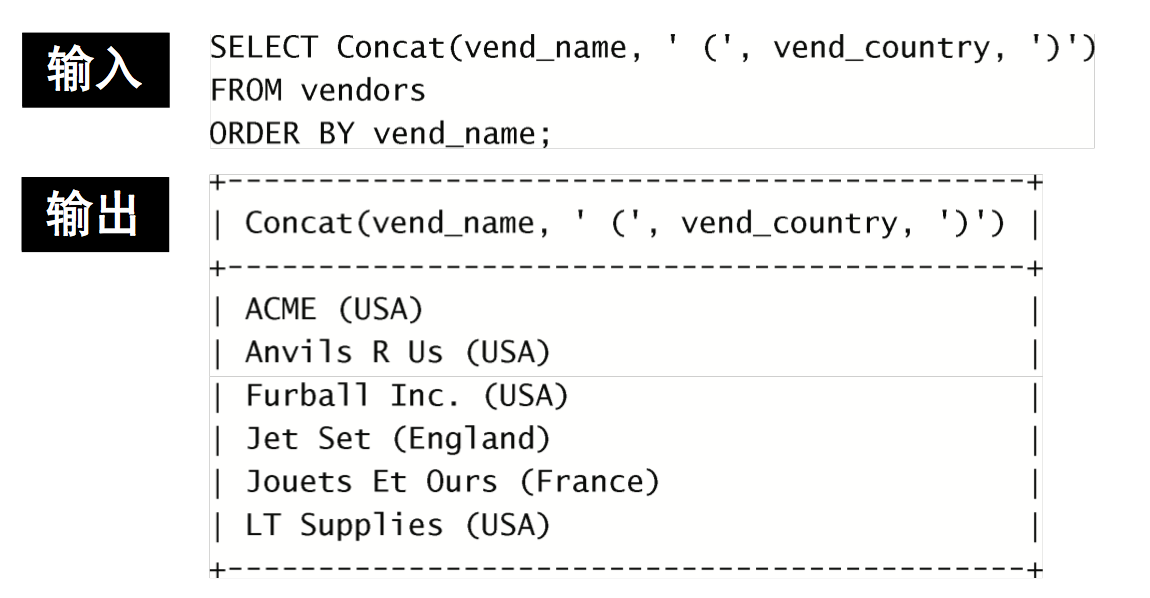 输入
SELECT Concat(vend_name, ' (', vend_country, ')')
FROM vendors
ORDER BY vend_name;
输出
+--------------------------------------------+
| Concat(vend_name, ' (', vend_country, ')') |
+--------------------------------------------+
| ACME (USA) |
| Anvils R Us (USA) |
| Furball Inc. (USA) |
| Jet Set (England) |
| Jouets Et Ours (France) |
| LT Supplies (USA) |
+--------------------------------------------+